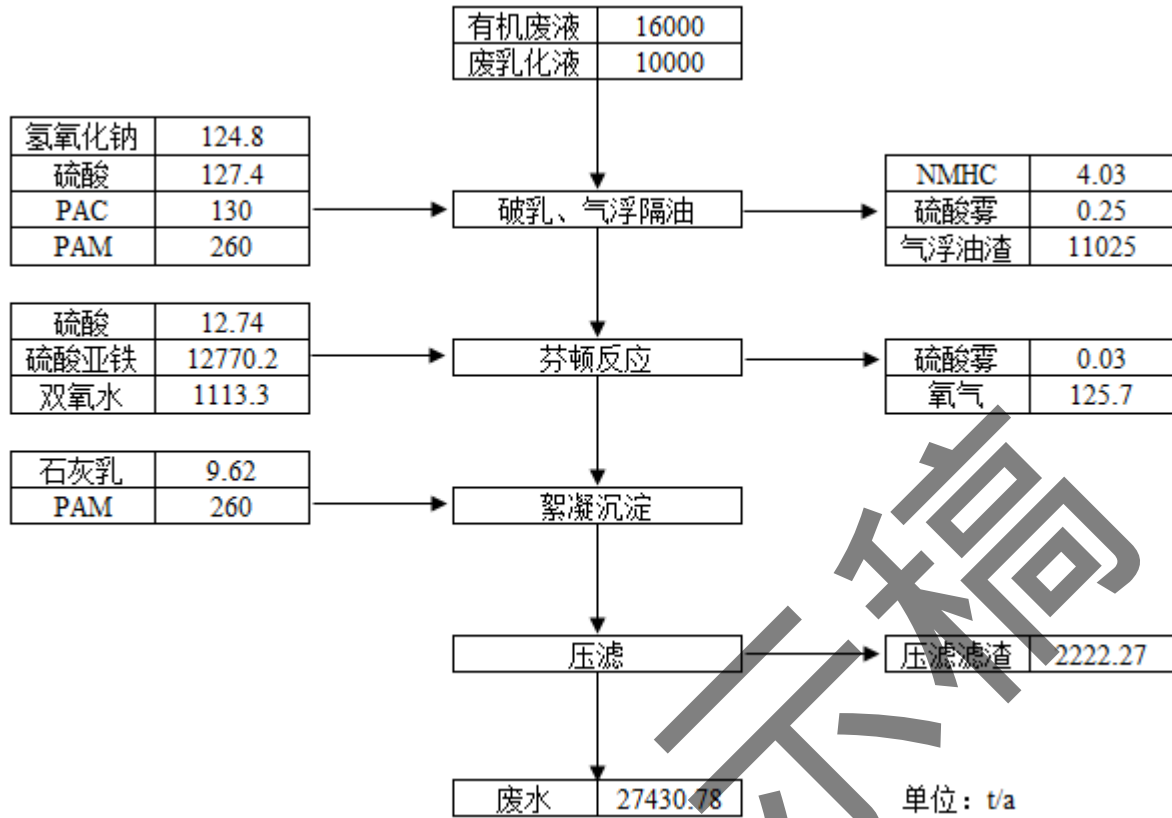 有机废液 16000
废乳化液 10000
氢氧化钠 124.8
硫酸 127.4
PAC 130
PAM 260
破乳、气浮隔油
NMHC 4.03
硫酸雾 0.25
气浮油渣 11025
硫酸 12.74
硫酸亚铁 12770.2
双氧水 1113.3
芬顿反应
硫酸雾 0.03
氧气 125.7
石灰乳 9.62
PAM 260
絮凝沉淀
压滤
压滤滤渣 2222.27
废水 27430.78
单位：t/a
示稿